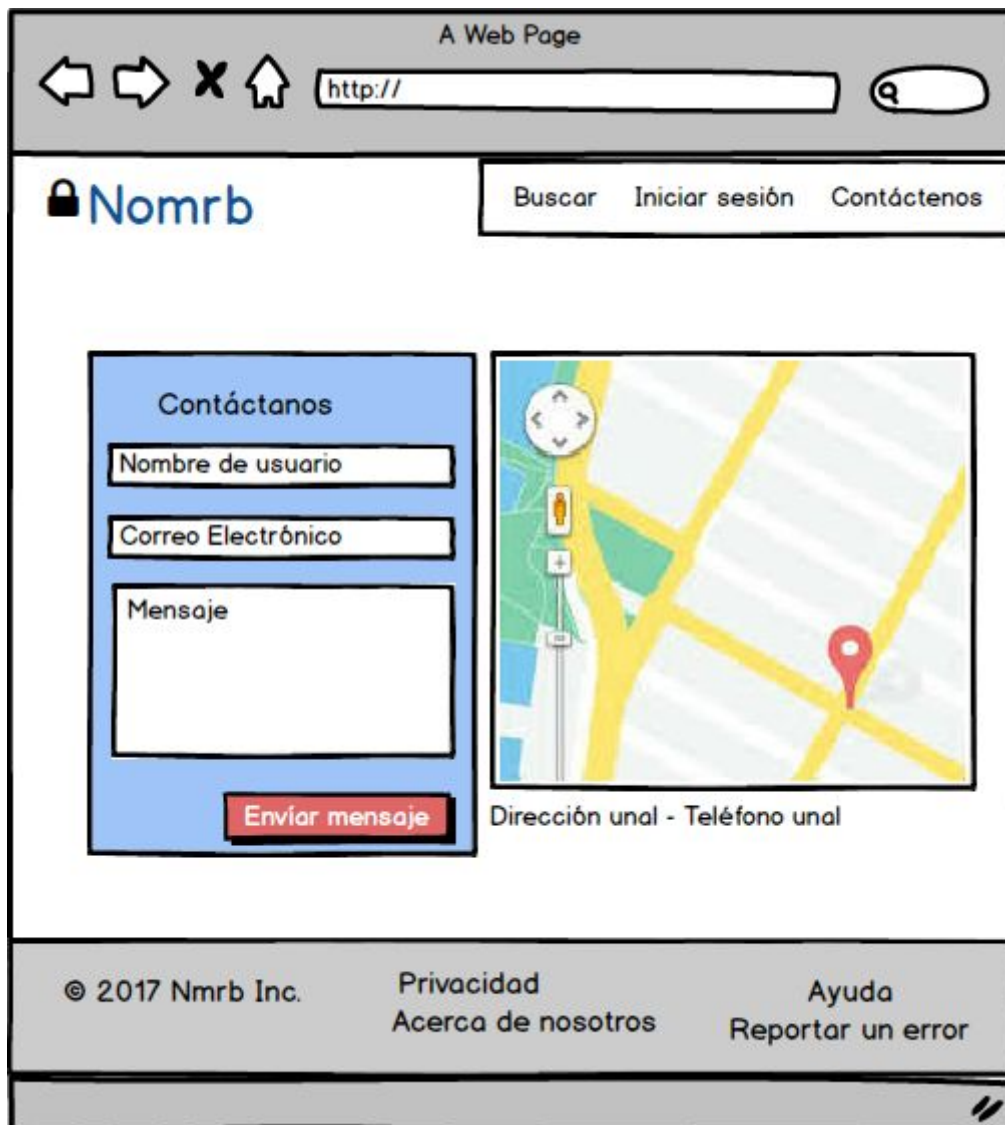 A Web Page
http://
Nomrb
Buscar Iniciar sesión Contáctenos
Contáctanos
Nombre de usuario
Correo Electrónico
Mensaje
Envíar mensaje
Dirección unal - Teléfono unal
© 2017 Nmrb Inc.
Privacidad
Acerca de nosotros
Ayuda
Reportar un error